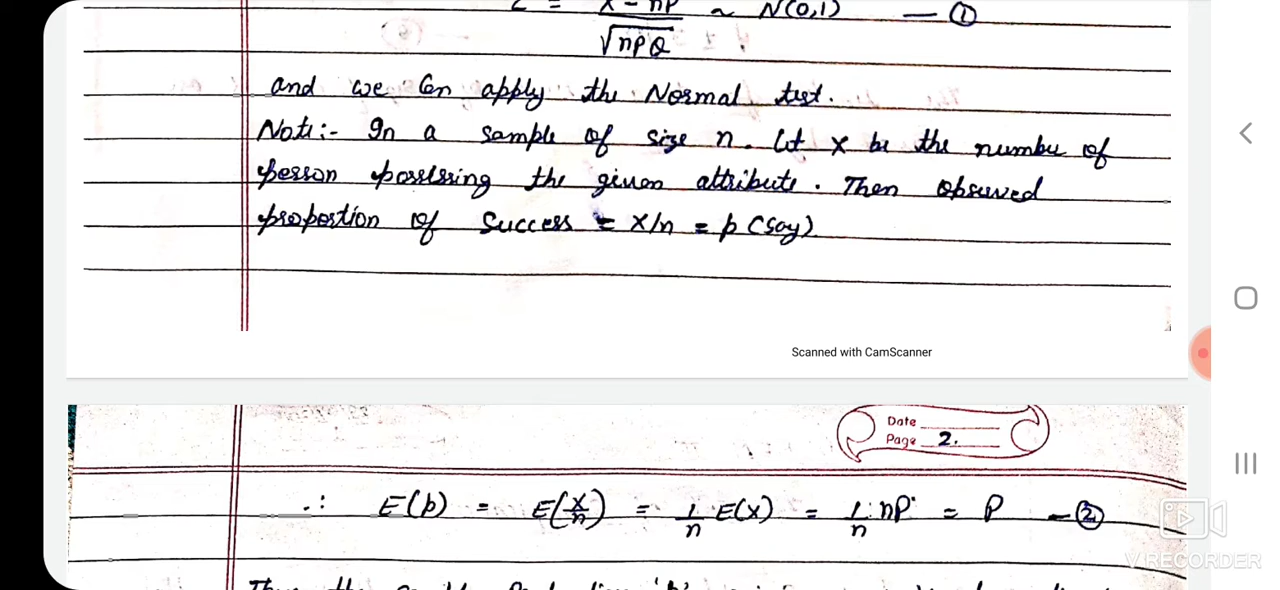 Z = X - nP / √nPQ ~ N(0,1) — ①
and we Can apply the Normal test.
Note:- In a sample of size n. let X be the number of
person possessing the given attribute. Then observed
proportion of Success = X/n = p (say)
Scanned with CamScanner
Date
Page 2.
∴ E(p) = E(X/n) = 1/n E(X) = 1/n . nP = P — ②
V RECORDER